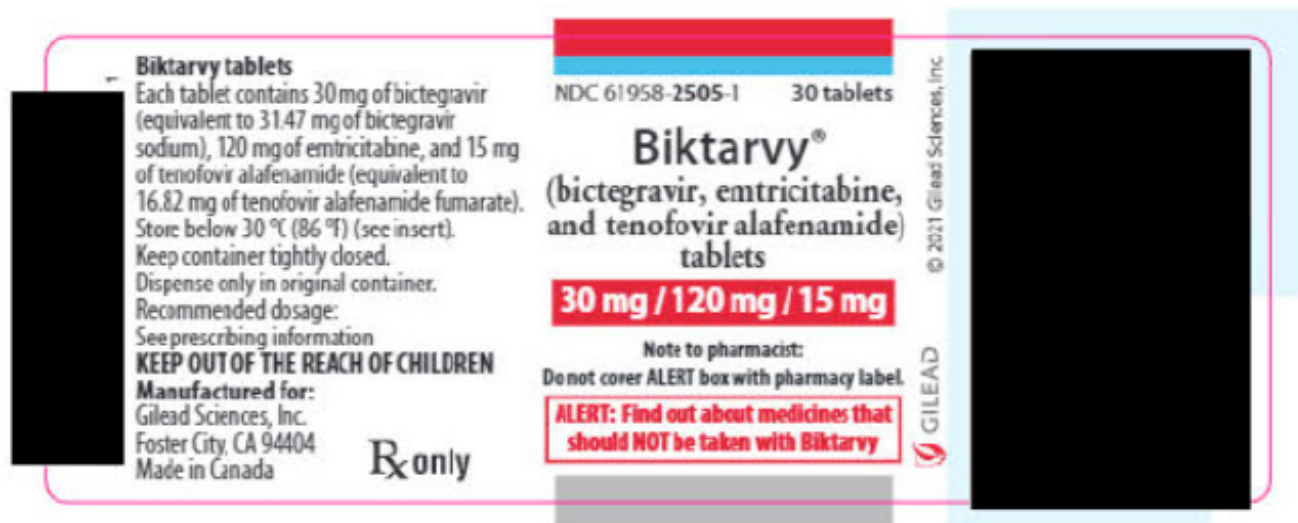 Biktarvy tablets
Each tablet contains 30 mg of bictegravir
(equivalent to 31.47 mg of bictegravir
sodium), 120 mg of emtricitabine, and 15 mg
of tenofovir alafenamide (equivalent to
16.82 mg of tenofovir alafenamide fumarate).
Store below 30 °C (86 °F) (see insert).
Keep container tightly closed.
Dispense only in original container.
Recommended dosage:
See prescribing information
KEEP OUT OF THE REACH OF CHILDREN
Manufactured for:
Gilead Sciences, Inc.
Foster City, CA 94404
Made in Canada
Rx only
NDC 61958-2505-1 30 tablets
Biktarvy®
(bictegravir, emtricitabine,
and tenofovir alafenamide)
tablets
30 mg / 120 mg / 15 mg
Note to pharmacist:
Do not cover ALERT box with pharmacy label.
ALERT: Find out about medicines that
should NOT be taken with Biktarvy
GILEAD
© 2021 Gilead Sciences, Inc.